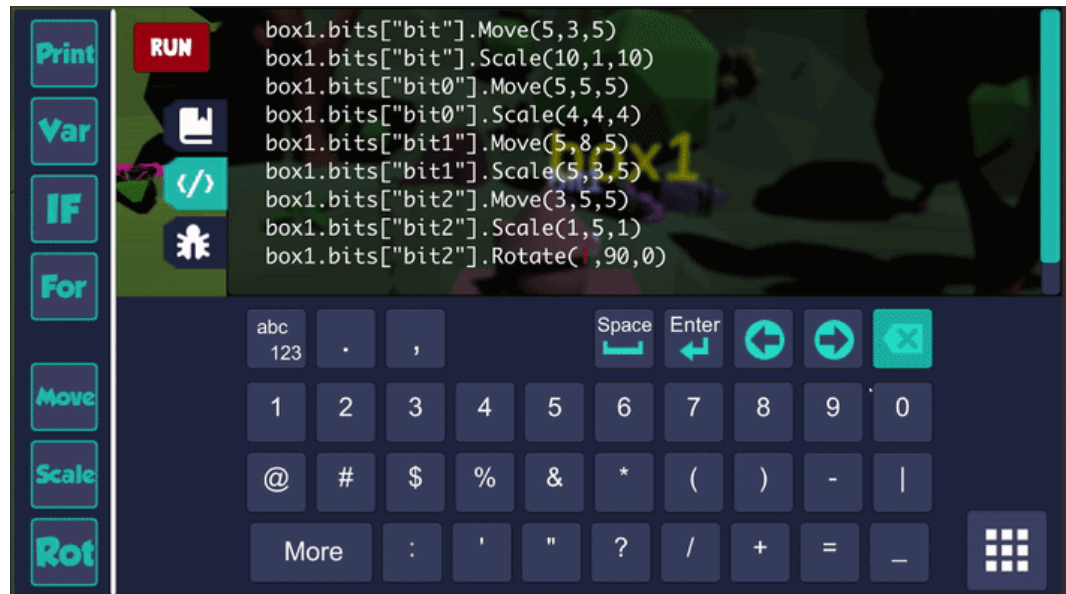 Print
Var
IF
For
Move
Scale
Rot
RUN
</>
box1.bits["bit"].Move(5,3,5)
box1.bits["bit"].Scale(10,1,10)
box1.bits["bit0"].Move(5,5,5)
box1.bits["bit0"].Scale(4,4,4)
box1.bits["bit1"].Move(5,8,5)
box1.bits["bit1"].Scale(5,3,5)
box1.bits["bit2"].Move(3,5,5)
box1.bits["bit2"].Scale(1,5,1)
box1.bits["bit2"].Rotate( ,90,0)
box1
abc
123
. , Space Enter
1 2 3 4 5 6 7 8 9 0
@ # $ % & * ( ) - |
More : ' " ? / + = _